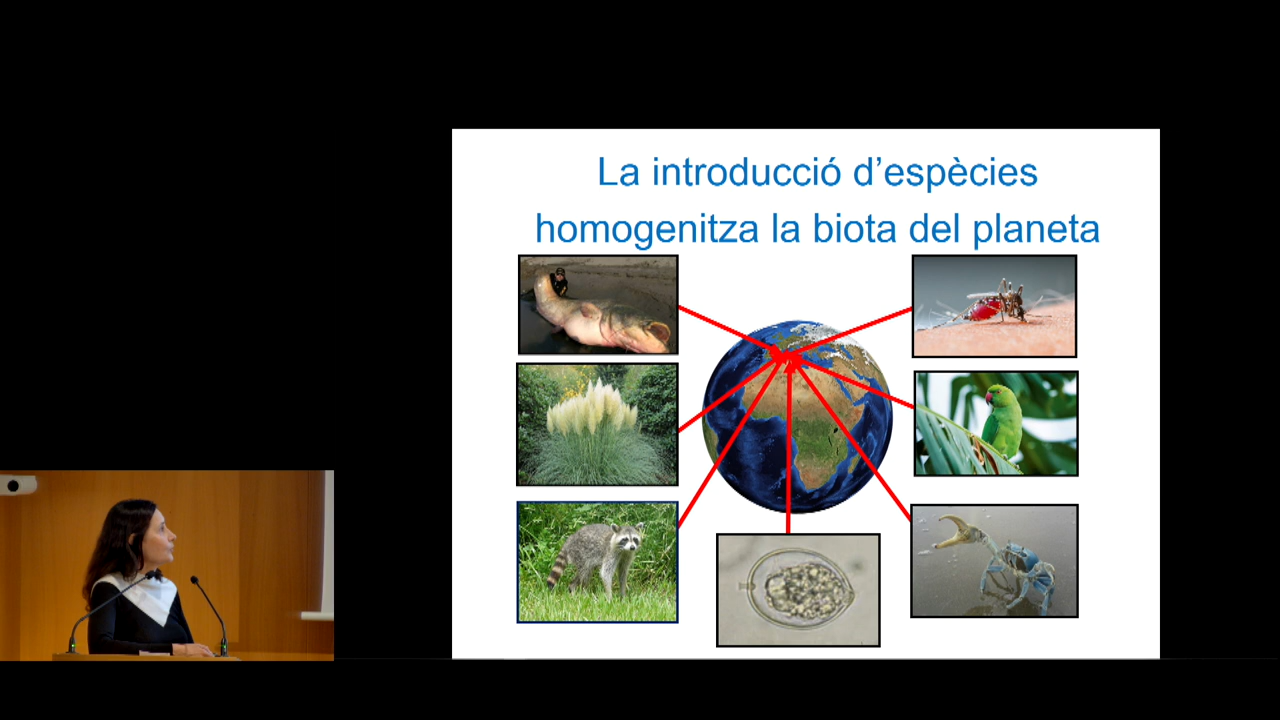 La introducció d’espècies
homogenitza la biota del planeta